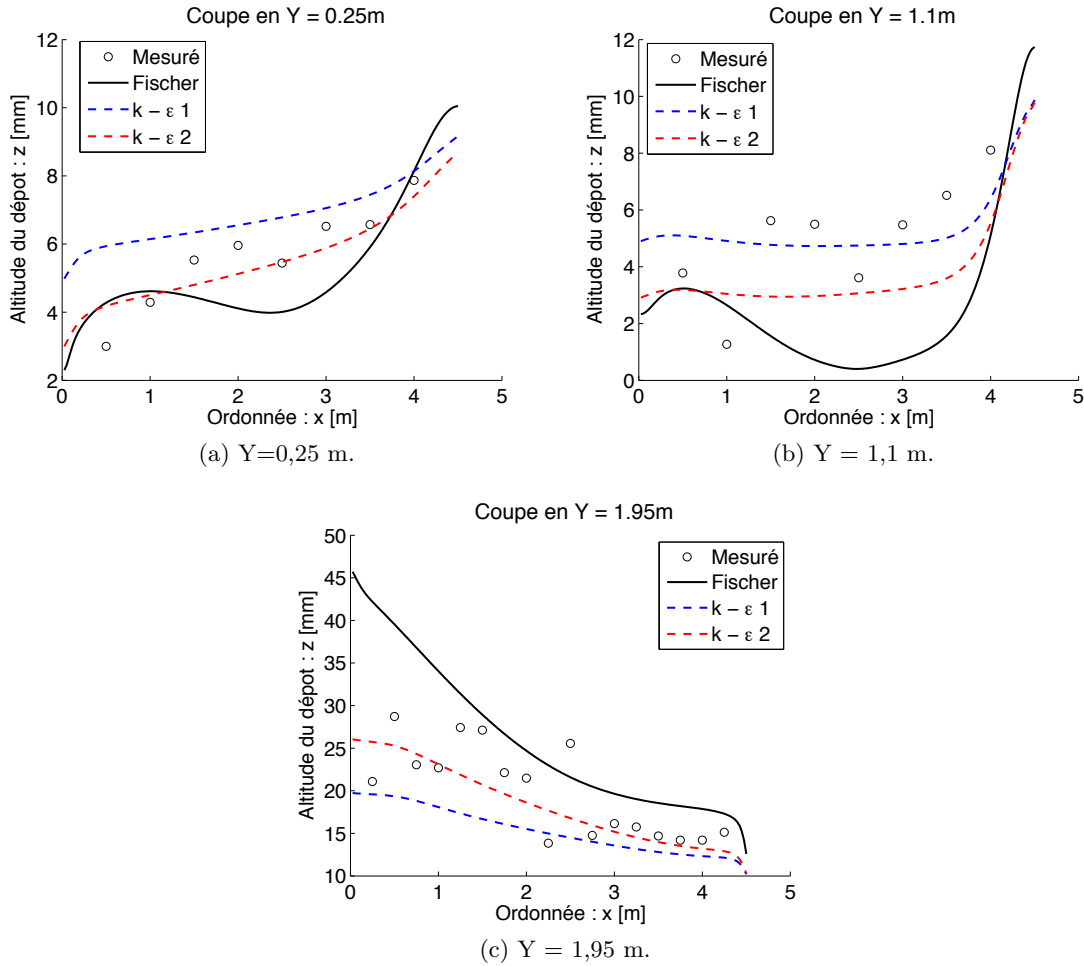 Coupe en Y = 0.25m
12
10
8
6
4
2
0
1
2
3
4
5
Altitude du dépot : z [mm]
Ordonnée : x [m]
Mesuré
Fischer
k − ε 1
k − ε 2
(a) Y=0,25 m.
Coupe en Y = 1.1m
12
10
8
6
4
2
0
0
1
2
3
4
5
Altitude du dépot : z [mm]
Ordonnée : x [m]
Mesuré
Fischer
k − ε 1
k − ε 2
(b) Y = 1,1 m.
Coupe en Y = 1.95m
50
45
40
35
30
25
20
15
10
0
1
2
3
4
5
Altitude du dépot : z [mm]
Ordonnée : x [m]
Mesuré
Fischer
k − ε 1
k − ε 2
(c) Y = 1,95 m.